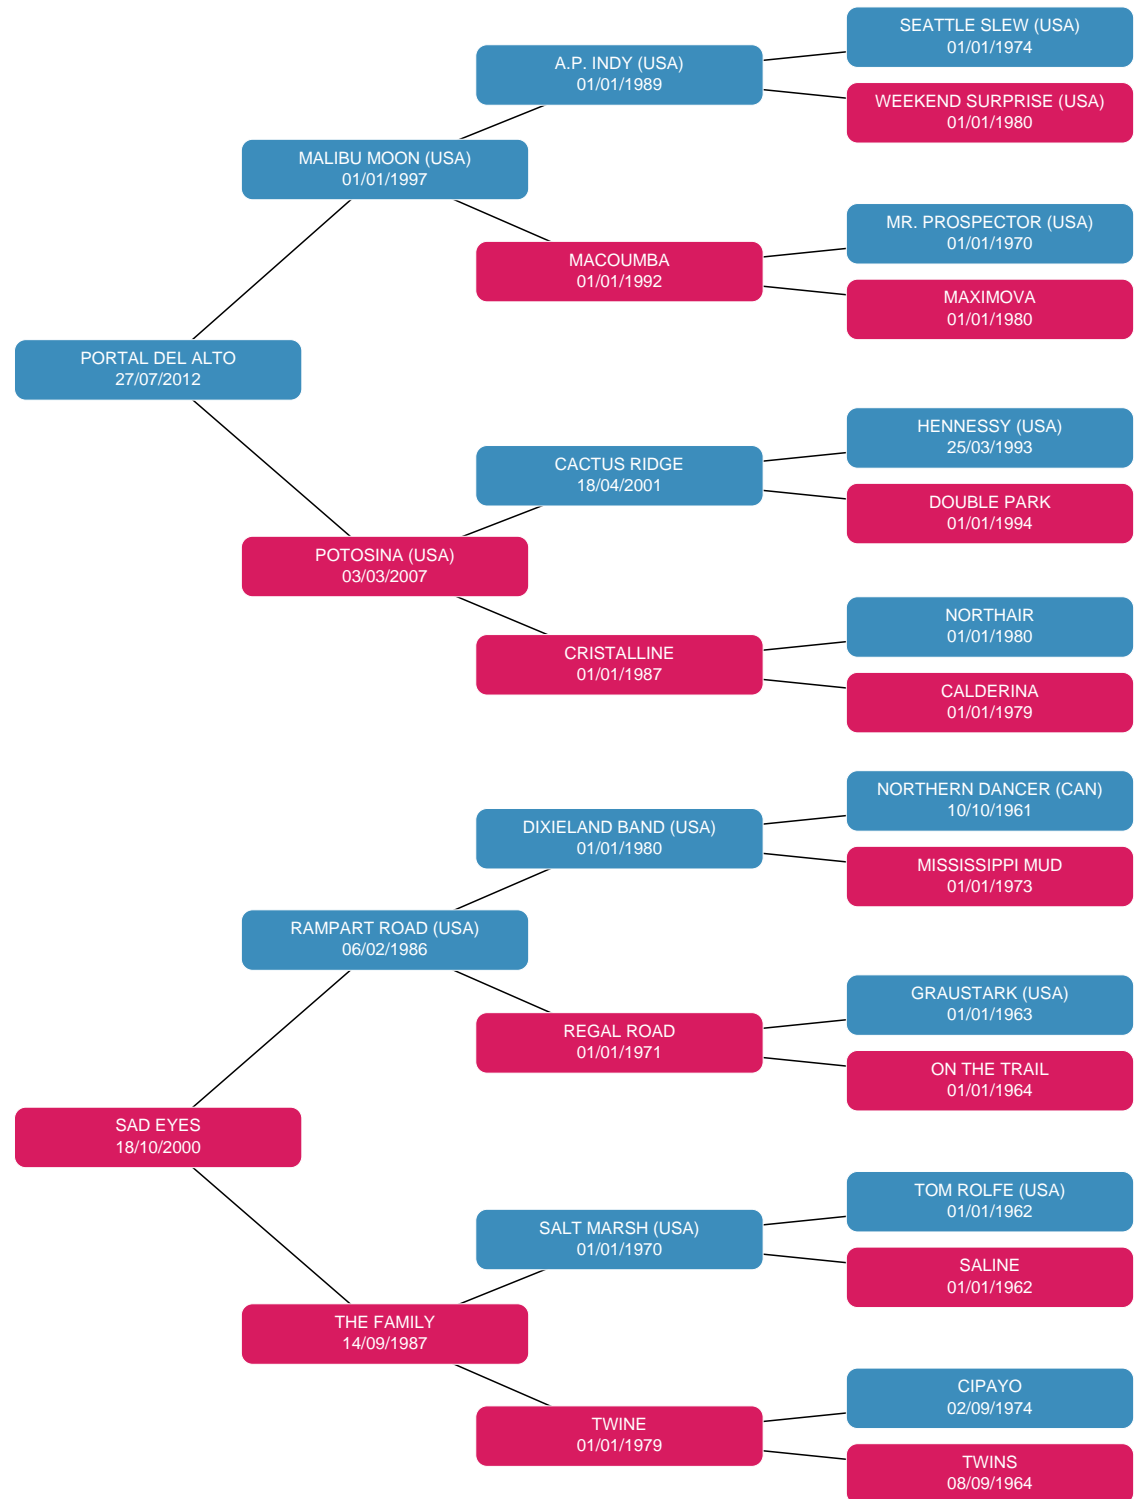 SEATTLE SLEW (USA)
01/01/1974
A.P. INDY (USA)
01/01/1989
WEEKEND SURPRISE (USA)
01/01/1980
MALIBU MOON (USA)
01/01/1997
MR. PROSPECTOR (USA)
01/01/1970
MACOUMBA
01/01/1992
MAXIMOVA
01/01/1980
PORTAL DEL ALTO
27/07/2012
HENNESSY (USA)
25/03/1993
CACTUS RIDGE
18/04/2001
DOUBLE PARK
01/01/1994
POTOSINA (USA)
03/03/2007
NORTHAIR
01/01/1980
CRISTALLINE
01/01/1987
CALDERINA
01/01/1979
NORTHERN DANCER (CAN)
10/10/1961
DIXIELAND BAND (USA)
01/01/1980
MISSISSIPPI MUD
01/01/1973
RAMPART ROAD (USA)
06/02/1986
GRAUSTARK (USA)
01/01/1963
REGAL ROAD
01/01/1971
ON THE TRAIL
01/01/1964
SAD EYES
18/10/2000
TOM ROLFE (USA)
01/01/1962
SALT MARSH (USA)
01/01/1970
SALINE
01/01/1962
THE FAMILY
14/09/1987
CIPAYO
02/09/1974
TWINE
01/01/1979
TWINS
08/09/1964